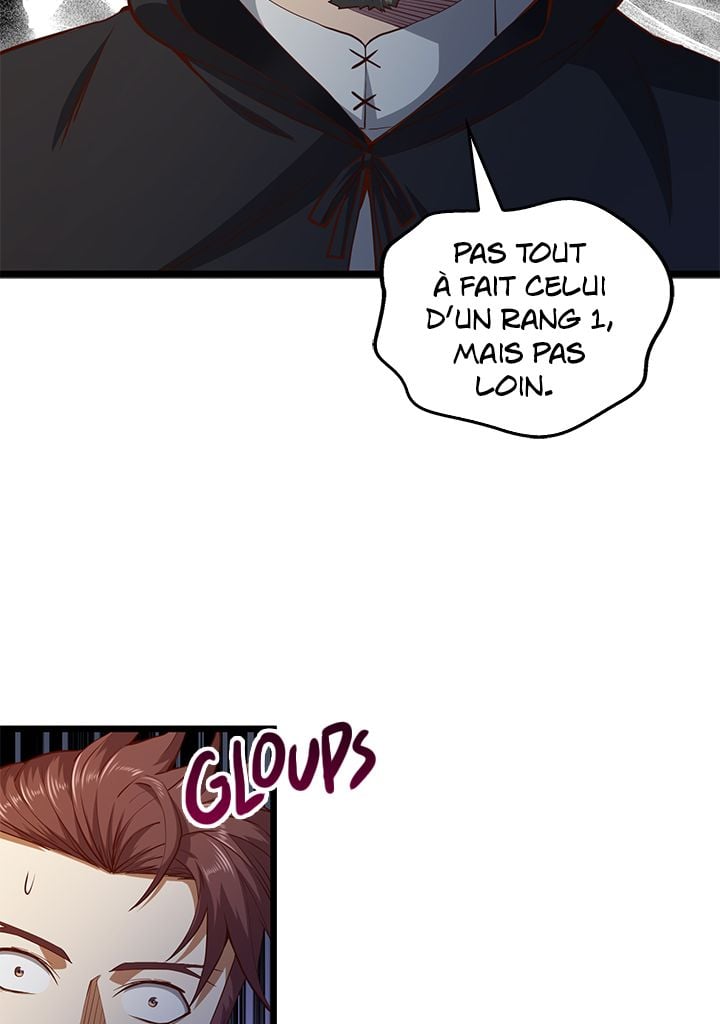 PAS TOUT
À FAIT CELUI
D'UN RANG 1,
MAIS PAS
LOIN.
GLOUPS